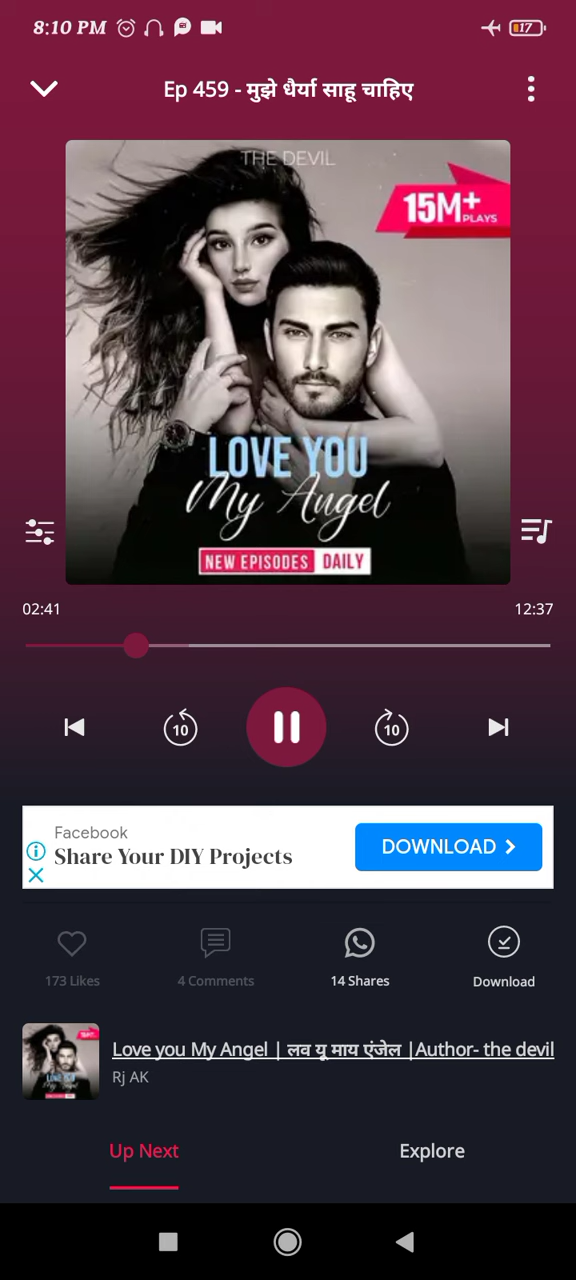 8:10 PM
17
Ep 459 - मुझे धैर्या साहू चाहिए
THE DEVIL
15M+
PLAYS
LOVE YOU
My Angel
NEW EPISODES DAILY
02:41
12:37
10
10
Facebook
Share Your DIY Projects
DOWNLOAD
173 Likes
4 Comments
14 Shares
Download
Love you My Angel | लव यू माय एंजेल |Author- the devil
Rj AK
Up Next
Explore